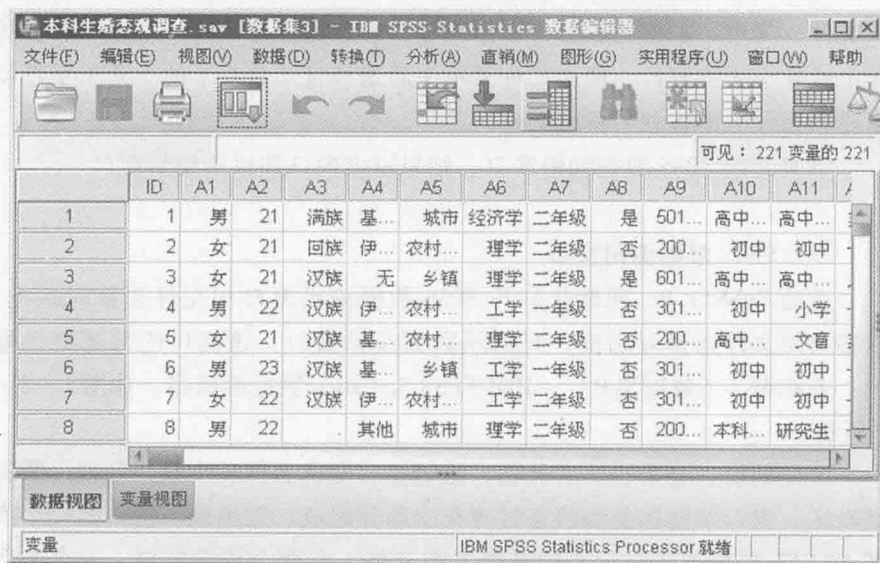 本科生婚恋观调查.sav [数据集3] - IBM SPSS Statistics 数据编辑器
文件(F) 编辑(E) 视图(V) 数据(D) 转换(T) 分析(A) 直销(M) 图形(G) 实用程序(U) 窗口(W) 帮助
可见： 221 变量的 221
ID A1 A2 A3 A4 A5 A6 A7 A8 A9 A10 A11
1 1 男 21 满族 基... 城市 经济学 二年级 是 501... 高中... 高中...
2 2 女 21 回族 伊... 农村... 理学 二年级 否 200... 初中 初中
3 3 女 21 汉族 无 乡镇 理学 二年级 是 601... 高中... 高中...
4 4 男 22 汉族 伊... 农村... 工学 一年级 否 301... 初中 小学
5 5 女 21 汉族 基... 农村... 理学 二年级 否 200... 高中... 文盲
6 6 男 23 汉族 基... 乡镇 工学 一年级 否 301... 初中 初中
7 7 女 22 汉族 伊... 农村... 工学 二年级 否 301... 初中 初中
8 8 男 22 . 其他 城市 理学 二年级 否 200... 本科... 研究生
数据视图 变量视图
变量 IBM SPSS Statistics Processor 就绪